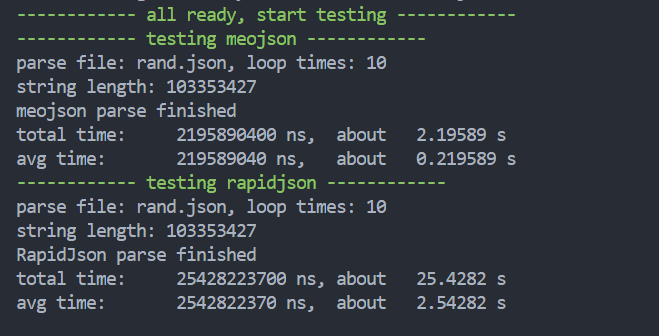 ------------ all ready, start testing ------------
------------ testing meojson ------------
parse file: rand.json, loop times: 10
string length: 103353427
meojson parse finished
total time:     2195890400 ns,  about   2.19589 s
avg time:       219589040 ns,   about   0.219589 s
------------ testing rapidjson ------------
parse file: rand.json, loop times: 10
string length: 103353427
RapidJson parse finished
total time:     25428223700 ns, about   25.4282 s
avg time:       2542822370 ns,  about   2.54282 s